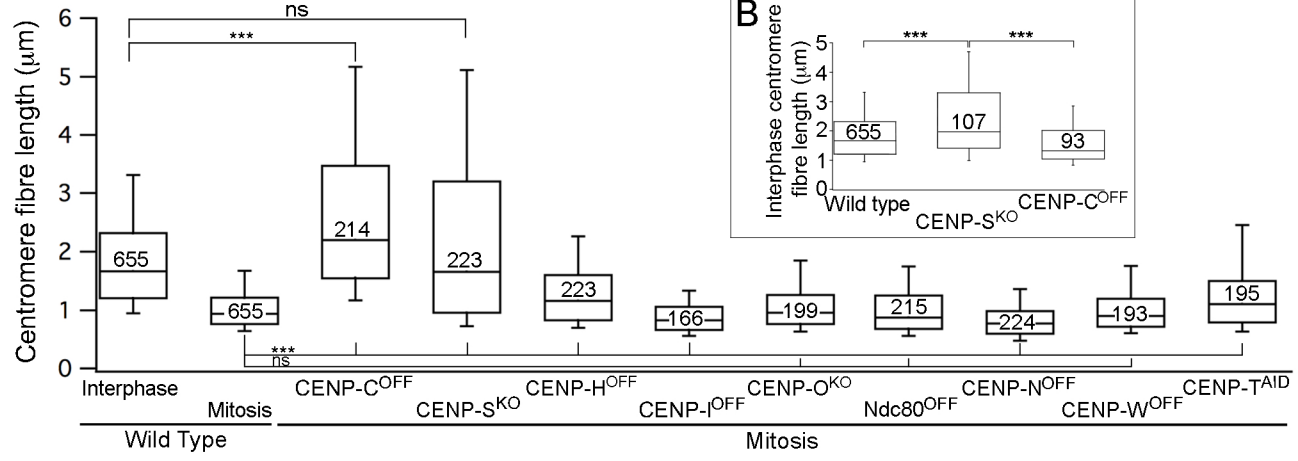 Centromere fibre length (μm)
6
5
4
3
2
1
0
ns
***
655
655
214
223
223
166
199
215
224
193
195
***
ns
Interphase
Mitosis
CENP-C^OFF
CENP-S^KO
CENP-H^OFF
CENP-I^OFF
CENP-O^KO
Ndc80^OFF
CENP-N^OFF
CENP-W^OFF
CENP-T^AID
Wild Type
Mitosis
B
Interphase centromere
fibre length (μm)
5
4
3
2
1
0
***
***
655
107
93
Wild type
CENP-S^KO
CENP-C^OFF